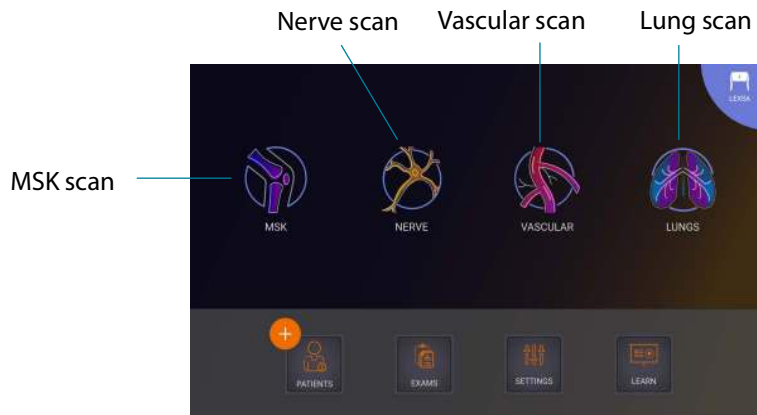 Nerve scan Vascular scan Lung scan
LEXSA
MSK scan
MSK NERVE VASCULAR LUNGS
PATIENTS EXAMS SETTINGS LEARN